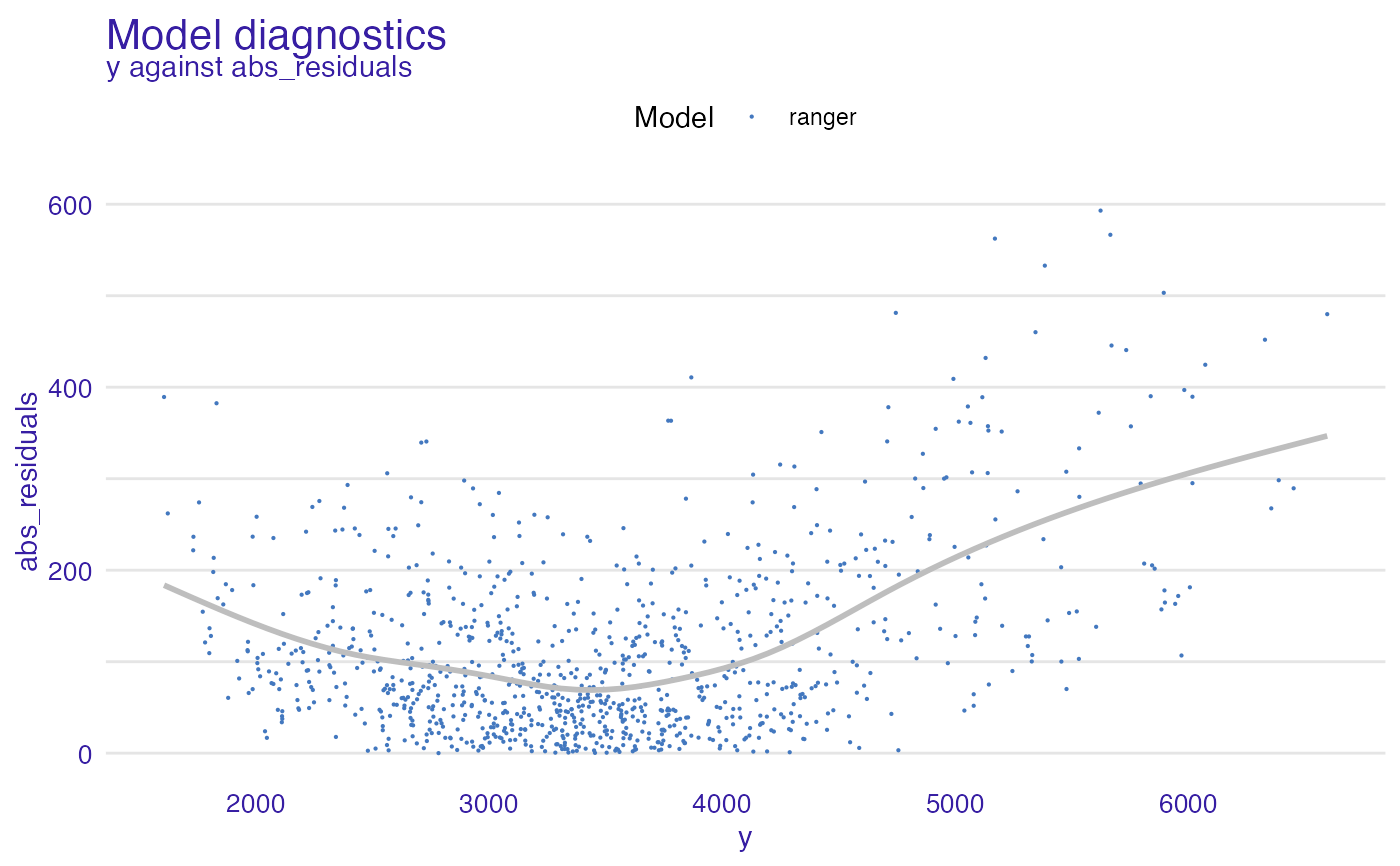 Model diagnostics
y against abs_residuals
Model ranger
600
400
200
0
abs_residuals
2000 3000 4000 5000 6000
y